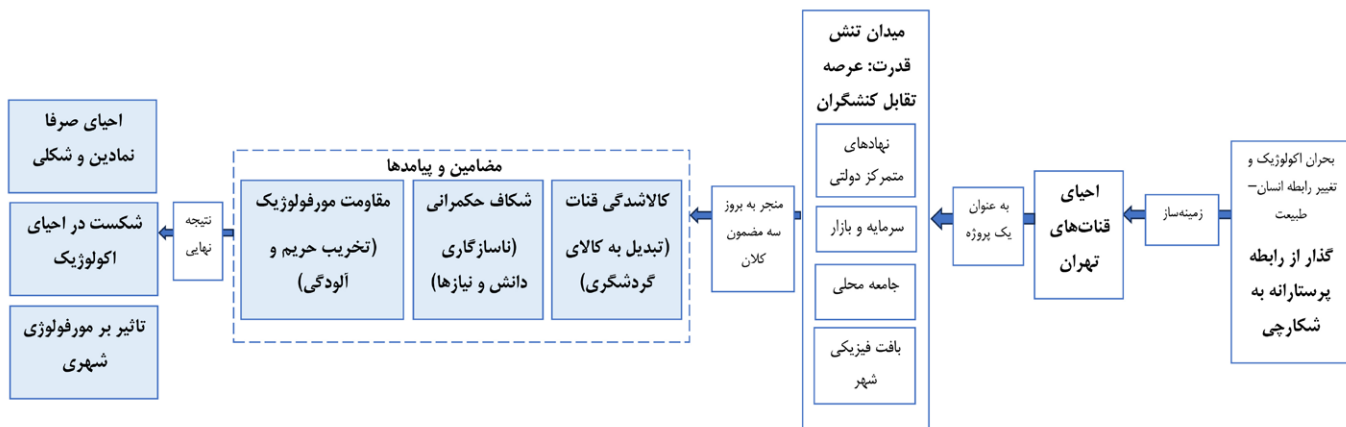 بحران اکولوژیک و
تغییر رابطه انسان–
طبیعت
گذار از رابطه
پرستارانه به
شکارچی
زمینه‌ساز
احیای
قنات‌های
تهران
به عنوان
یک پروژه
میدان تنش
قدرت: عرصه
تقابل کنشگران
نهادهای
متمرکز دولتی
سرمایه و بازار
جامعه محلی
بافت فیزیکی
شهر
منجر به بروز
سه مضمون
کلان
مضامین و پیامدها
کالاشدگی قنات
(تبدیل به کالای
گردشگری)
شکاف حکمرانی
(ناسازگاری
دانش و نیازها)
مقاومت مورفولوژیک
(تخریب حریم و
آلودگی)
نتیجه
نهایی
احیای صرفا
نمادین و شکلی
شکست در احیای
اکولوژیک
تاثیر بر مورفولوژی
شهری